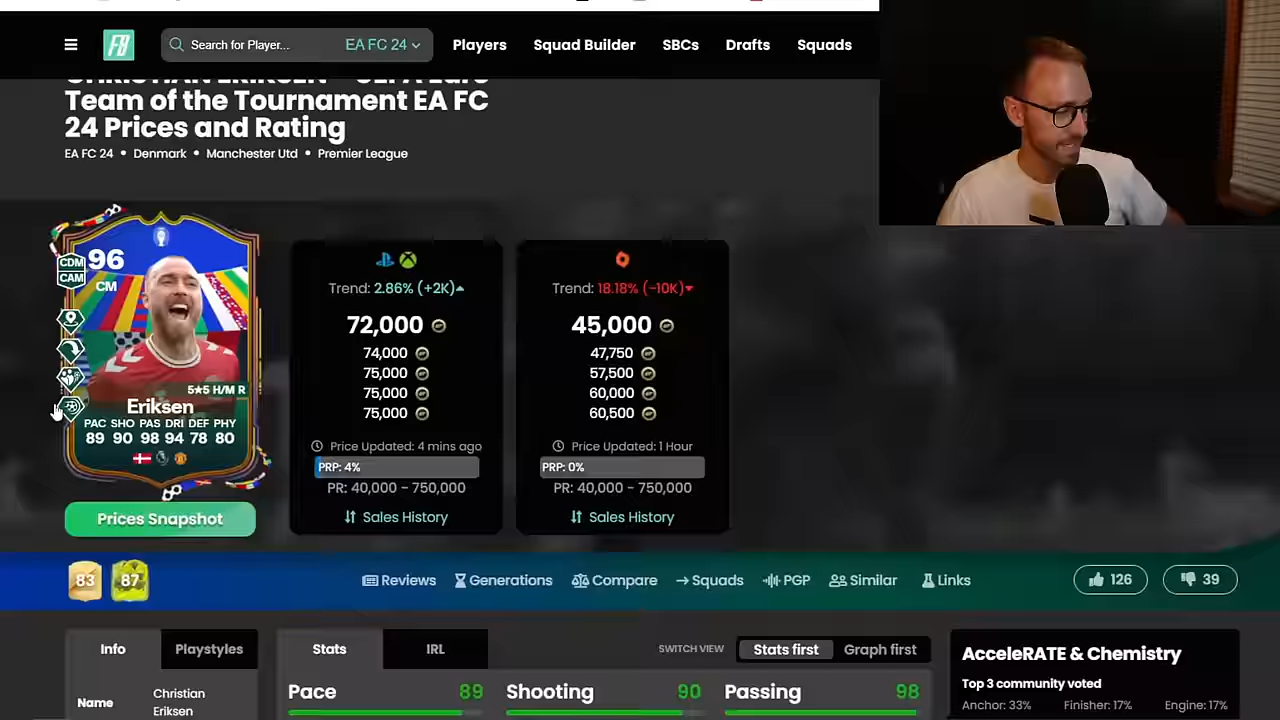 Search for Player...
EA FC 24
Players
Squad Builder
SBCs
Drafts
Squads
CHRISTIAN ERIKSEN - UEFA Euro
Team of the Tournament EA FC
24 Prices and Rating
EA FC 24 • Denmark • Manchester Utd • Premier League
CDM
CAM
96
CM
5★5 H/M R
Eriksen
PAC SHO PAS DRI DEF PHY
89 90 98 94 78 80
Prices Snapshot
Trend: 2.86% (+2K)
72,000
74,000
75,000
75,000
75,000
Price Updated: 4 mins ago
PRP: 4%
PR: 40,000 - 750,000
Sales History
Trend: 18.18% (-10K)
45,000
47,750
57,500
60,000
60,500
Price Updated: 1 Hour
PRP: 0%
PR: 40,000 - 750,000
Sales History
83
87
Reviews
Generations
Compare
Squads
PGP
Similar
Links
126
39
Info
Playstyles
Name
Christian
Eriksen
Stats
IRL
SWITCH VIEW
Stats first
Graph first
Pace 89
Shooting 90
Passing 98
AcceleRATE & Chemistry
Top 3 community voted
Anchor: 33%
Finisher: 17%
Engine: 17%